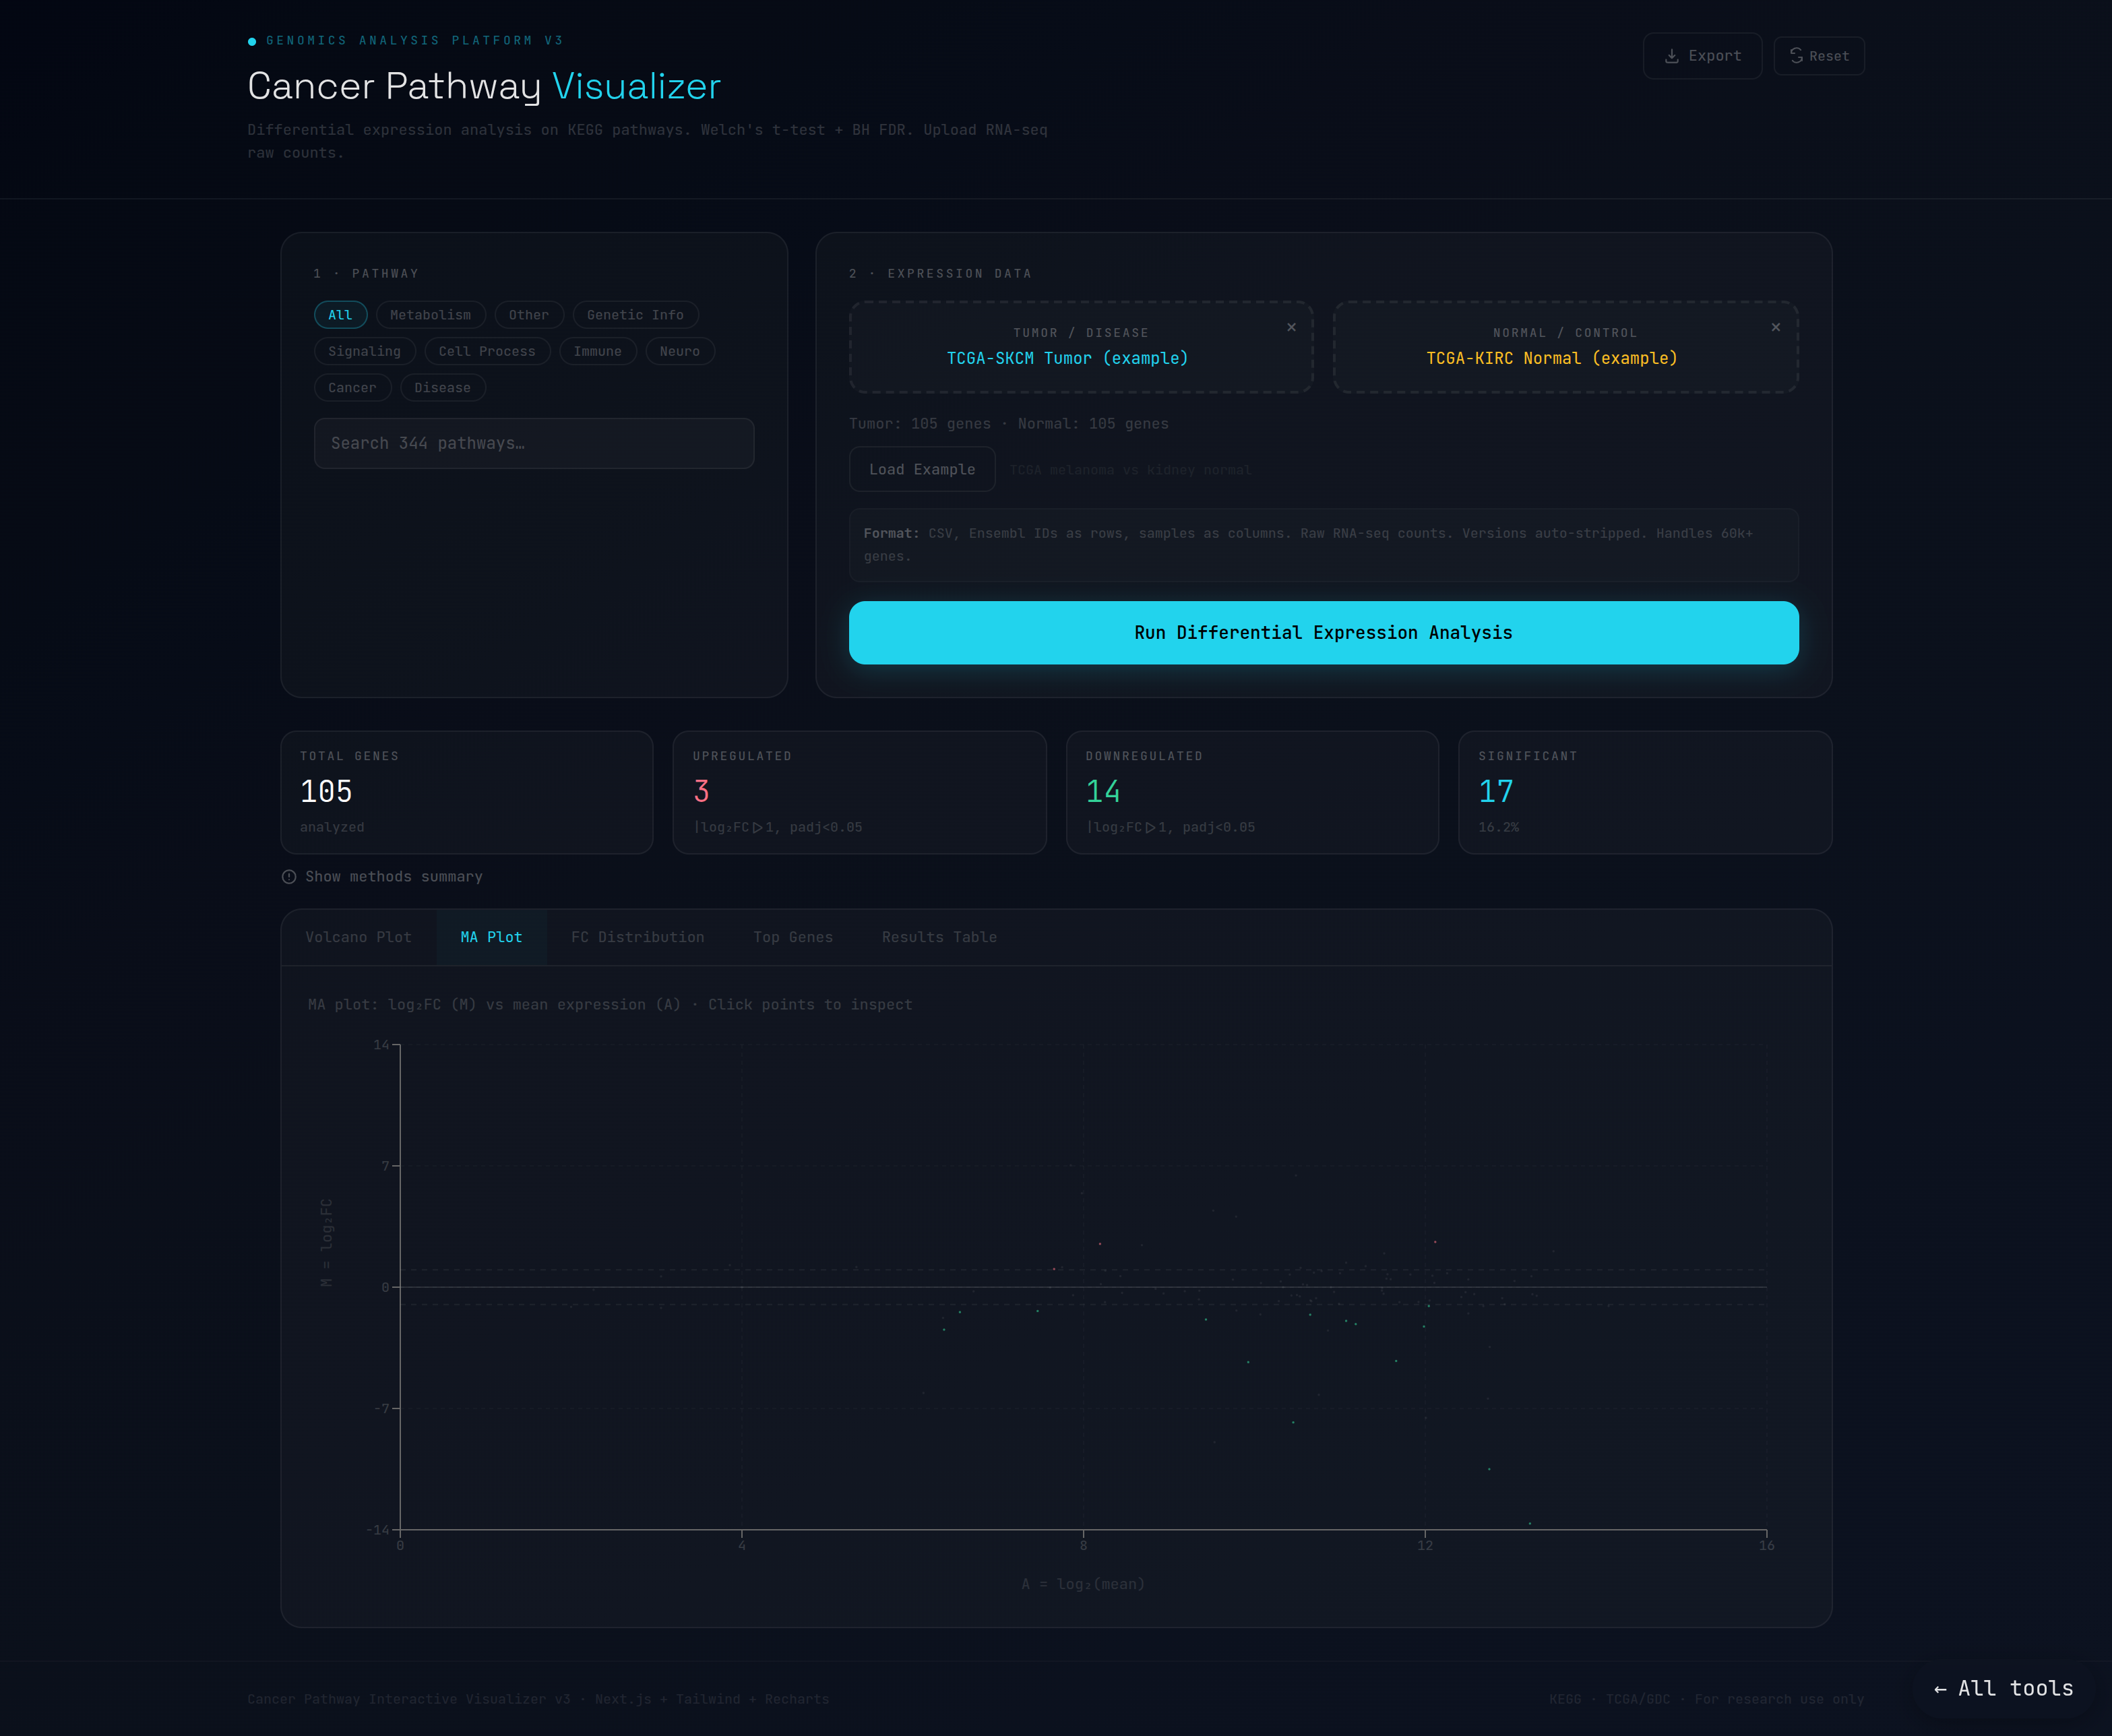 GENOMICS ANALYSIS PLATFORM V3
Cancer Pathway Visualizer
Differential expression analysis on KEGG pathways. Welch's t-test + BH FDR. Upload RNA-seq
raw counts.
Export
Reset
1 · PATHWAY
All Metabolism Other Genetic Info
Signaling Cell Process Immune Neuro
Cancer Disease
Search 344 pathways…
2 · EXPRESSION DATA
TUMOR / DISEASE
×
TCGA-SKCM Tumor (example)
NORMAL / CONTROL
×
TCGA-KIRC Normal (example)
Tumor: 105 genes · Normal: 105 genes
Load Example TCGA melanoma vs kidney normal
Format: CSV, Ensembl IDs as rows, samples as columns. Raw RNA-seq counts. Versions auto-stripped. Handles 60k+
genes.
Run Differential Expression Analysis
TOTAL GENES
105
analyzed
UPREGULATED
3
|log₂FC|>1, padj<0.05
DOWNREGULATED
14
|log₂FC|>1, padj<0.05
SIGNIFICANT
17
16.2%
Show methods summary
Volcano Plot MA Plot FC Distribution Top Genes Results Table
MA plot: log₂FC (M) vs mean expression (A) · Click points to inspect
14
7
0
-7
-14
M = log₂FC
0 4 8 12 16
A = log₂(mean)
Cancer Pathway Interactive Visualizer v3 · Next.js + Tailwind + Recharts
KEGG · TCGA/GDC · For research use only
← All tools